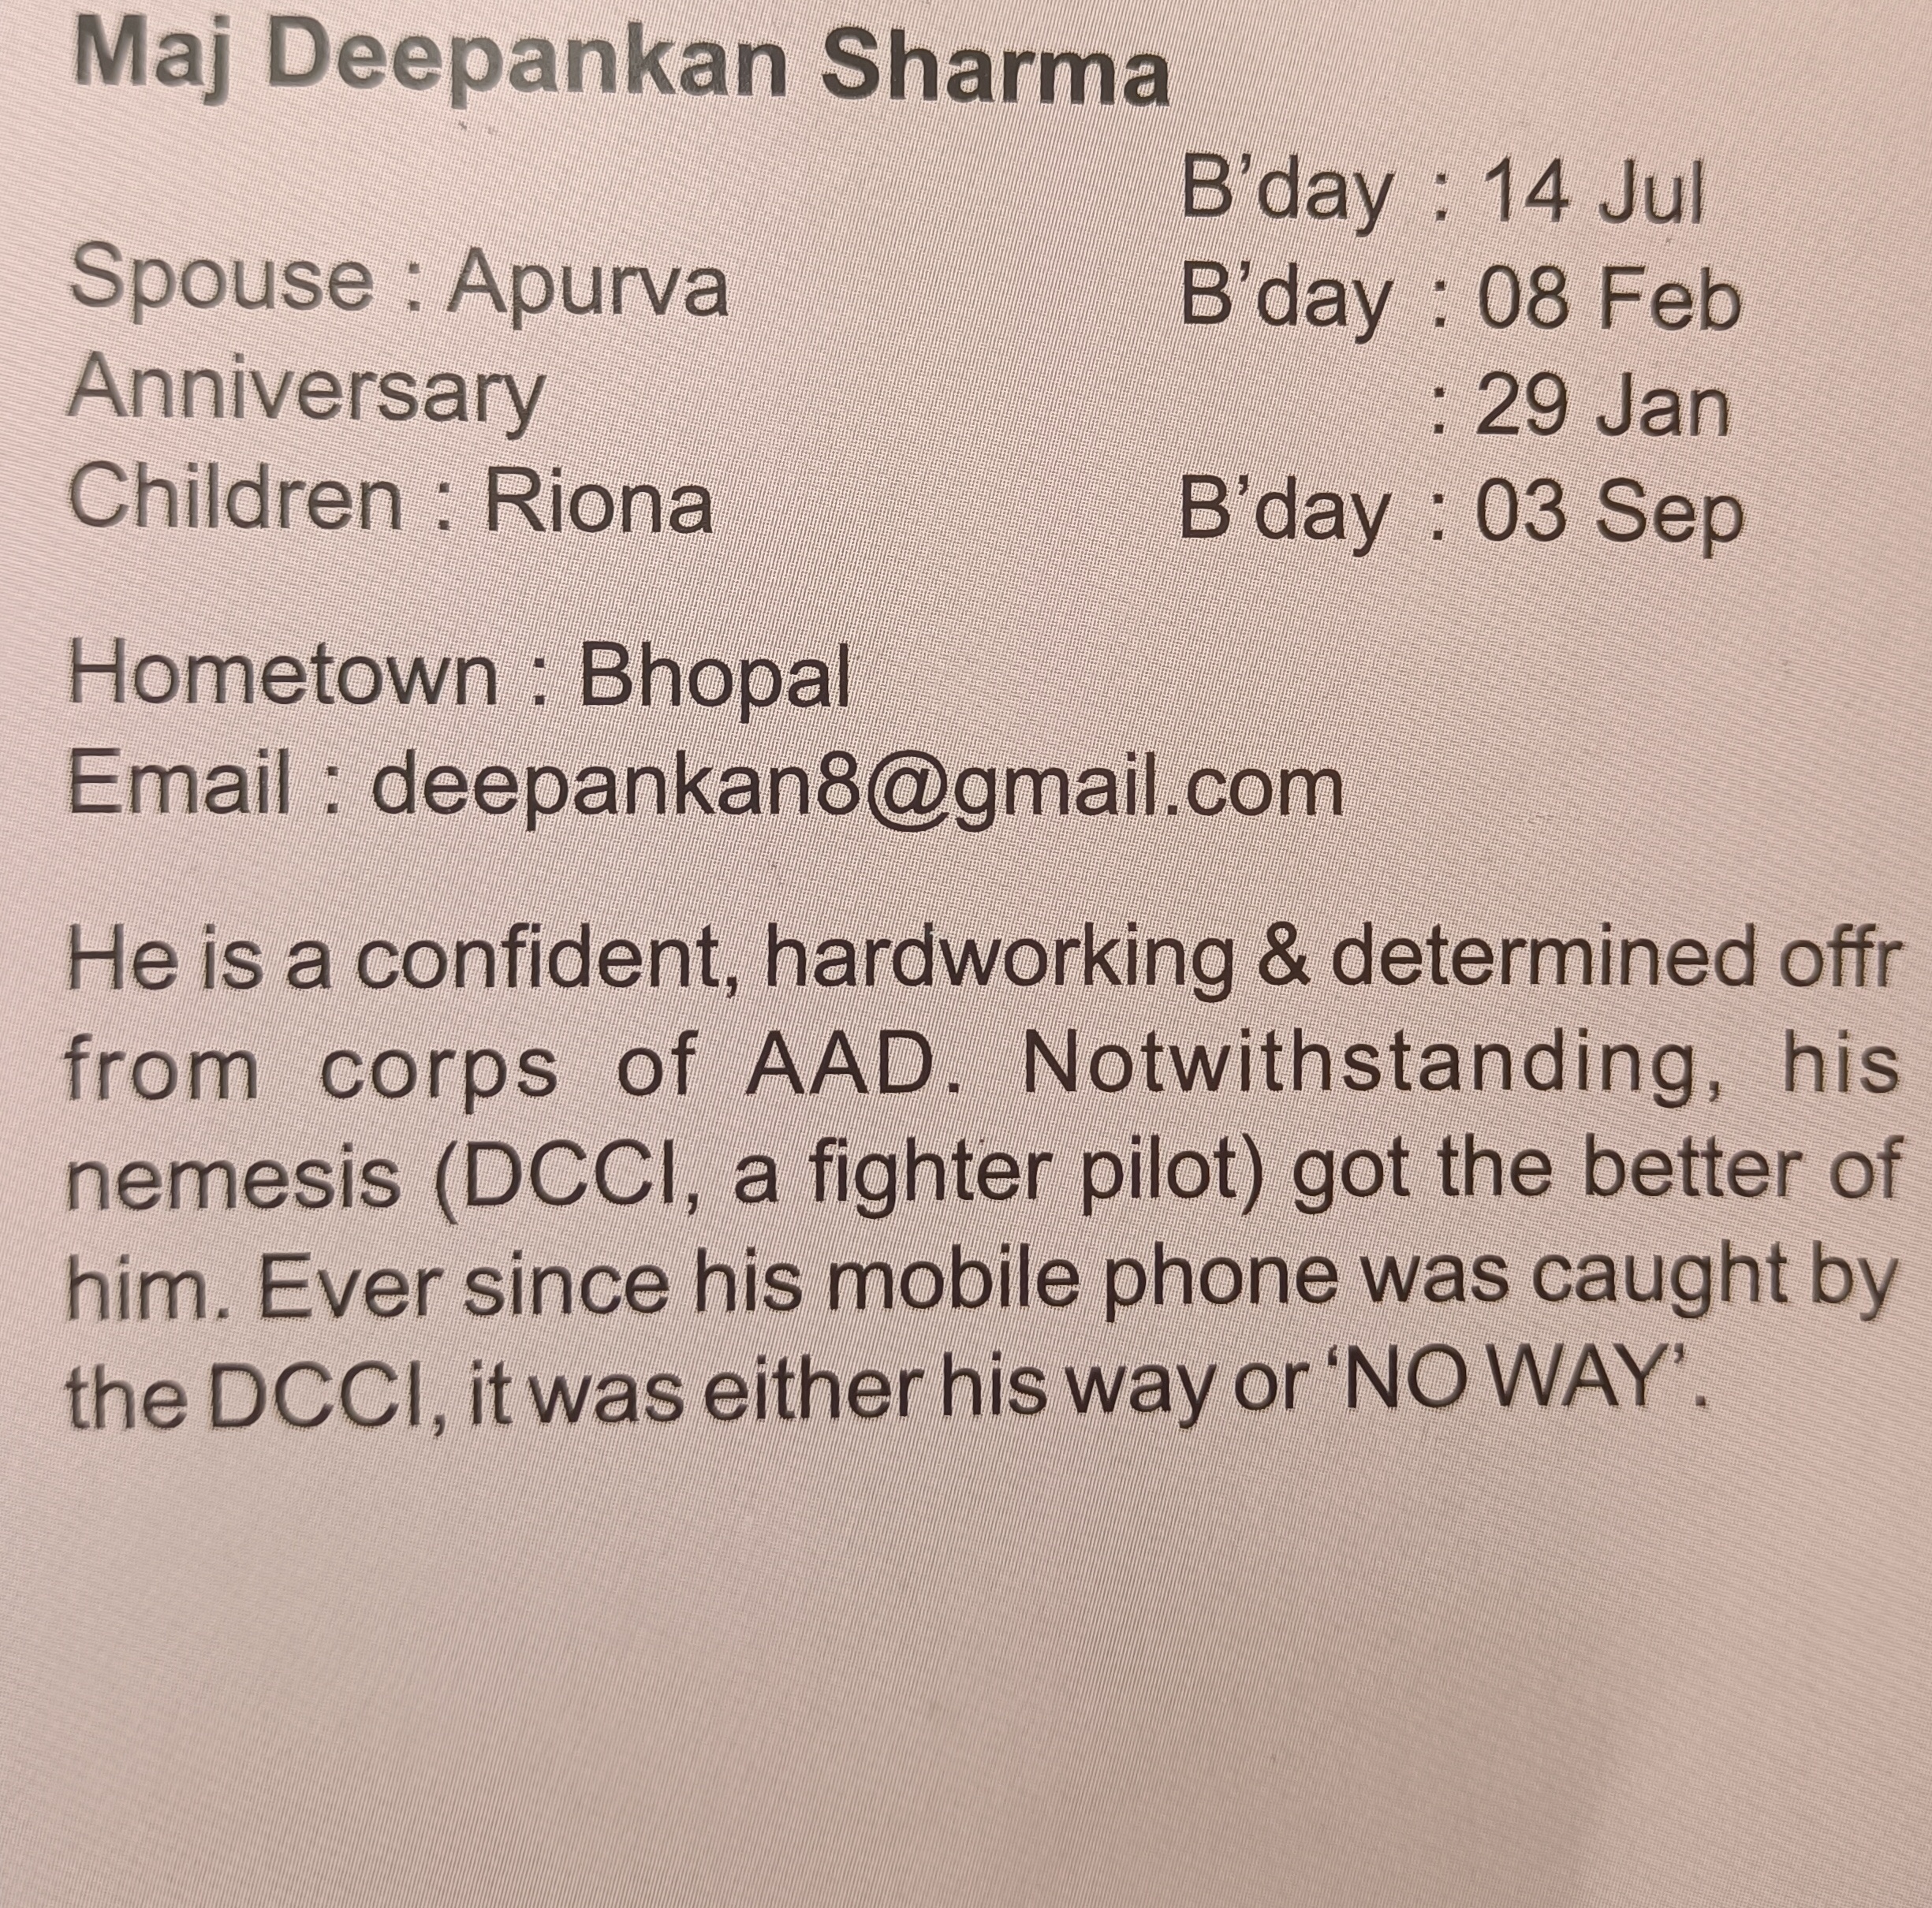 Maj Deepankan Sharma
B'day : 14 Jul
Spouse : Apurva B'day : 08 Feb
Anniversary : 29 Jan
Children : Riona B'day : 03 Sep
Hometown : Bhopal
Email : deepankan8@gmail.com
He is a confident, hardworking & determined offr
from corps of AAD. Notwithstanding, his
nemesis (DCCI, a fighter pilot) got the better of
him. Ever since his mobile phone was caught by
the DCCI, it was either his way or ‘NO WAY’.